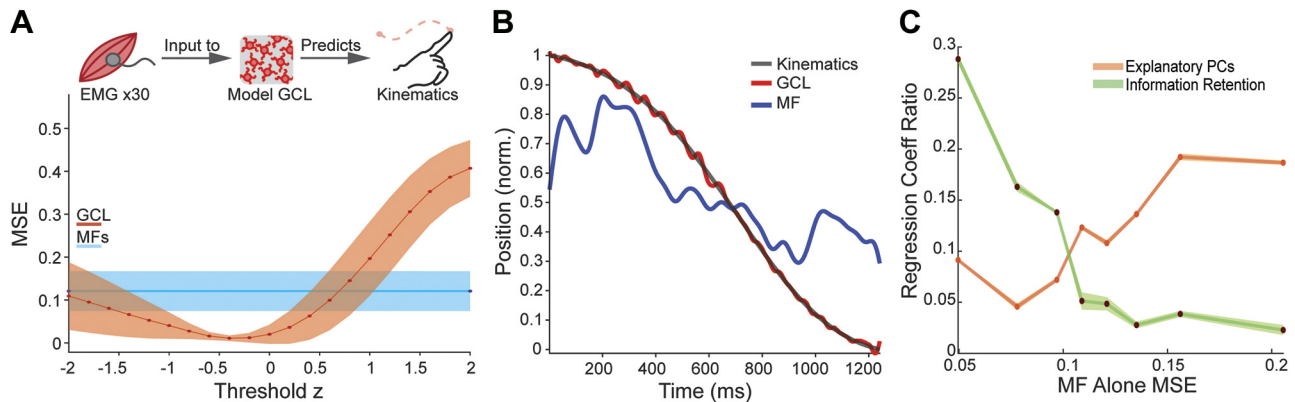 A
Input to
Predicts
EMG x30
Model GCL
Kinematics
0.5
0.4
0.3
0.2
0.1
0
MSE
GCL
MFs
-2
-1.5
-1
-0.5
0
0.5
1
1.5
2
Threshold z
B
1
0.9
0.8
0.7
0.6
0.5
0.4
0.3
0.2
0.1
0
Position (norm.)
Kinematics
GCL
MF
200
400
600
800
1000
1200
Time (ms)
C
0.3
0.25
0.2
0.15
0.1
0.05
0
Regression Coeff Ratio
Explanatory PCs
Information Retention
0.05
0.1
0.15
0.2
MF Alone MSE